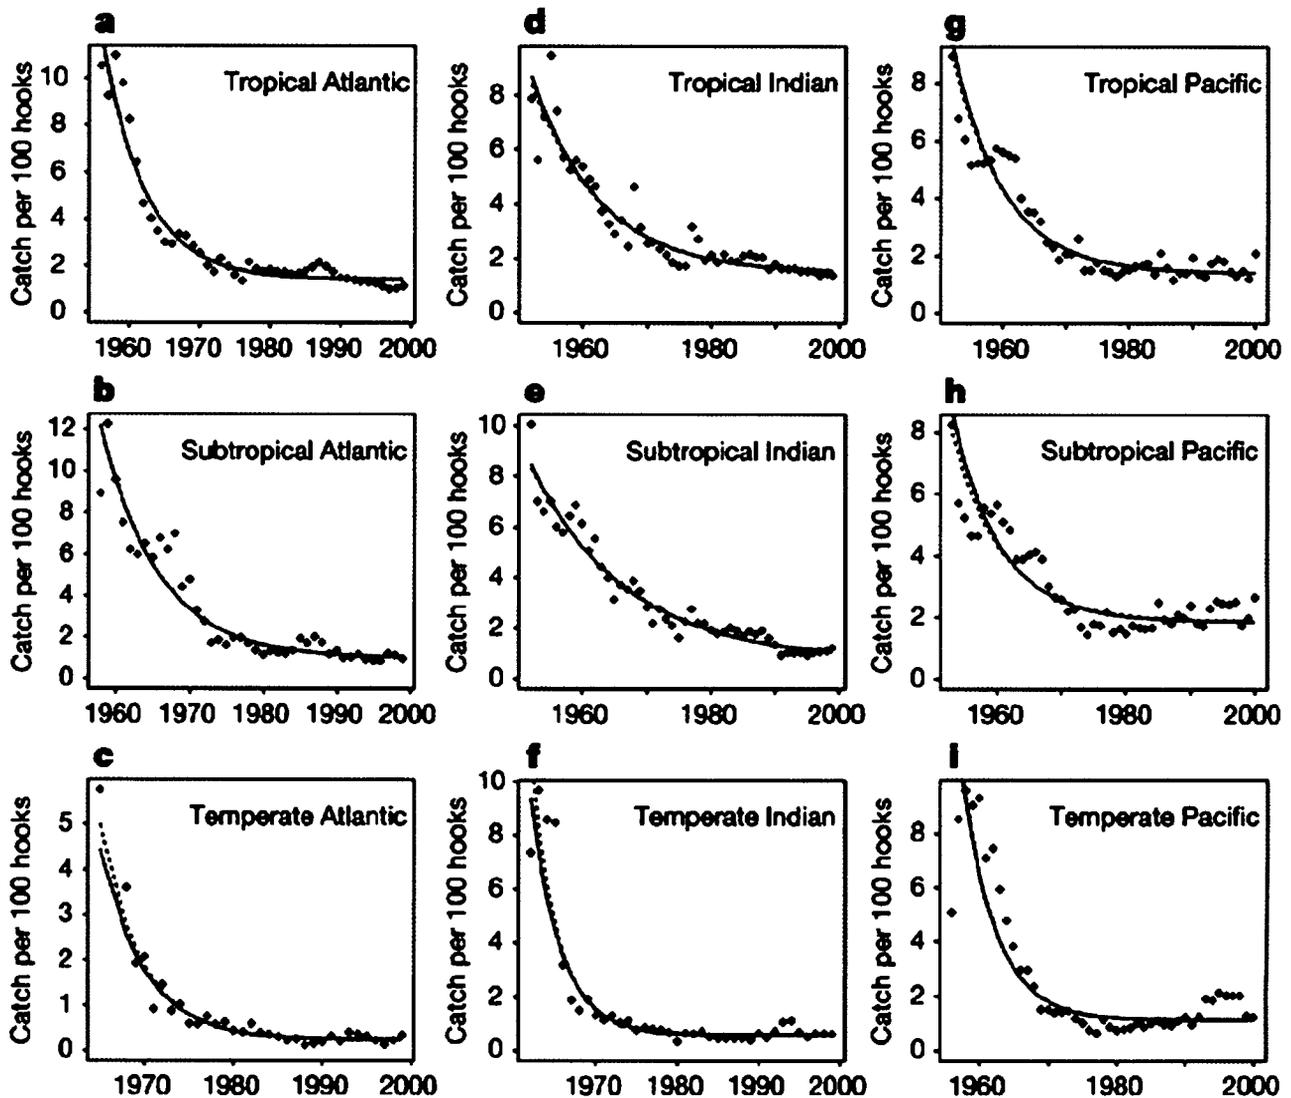 a
Catch per 100 hooks
10
8
6
4
2
0
Tropical Atlantic
1960 1970 1980 1990 2000
d
Catch per 100 hooks
8
6
4
2
0
Tropical Indian
1960 1980 2000
g
Catch per 100 hooks
8
6
4
2
0
Tropical Pacific
1960 1980 2000
b
Catch per 100 hooks
12
10
8
6
4
2
0
Subtropical Atlantic
1960 1970 1980 1990 2000
e
Catch per 100 hooks
10
8
6
4
2
0
Subtropical Indian
1960 1980 2000
h
Catch per 100 hooks
8
6
4
2
0
Subtropical Pacific
1960 1980 2000
c
Catch per 100 hooks
5
4
3
2
1
0
Temperate Atlantic
1970 1980 1990 2000
f
Catch per 100 hooks
10
8
6
4
2
0
Temperate Indian
1970 1980 1990 2000
i
Catch per 100 hooks
8
6
4
2
0
Temperate Pacific
1960 1980 2000